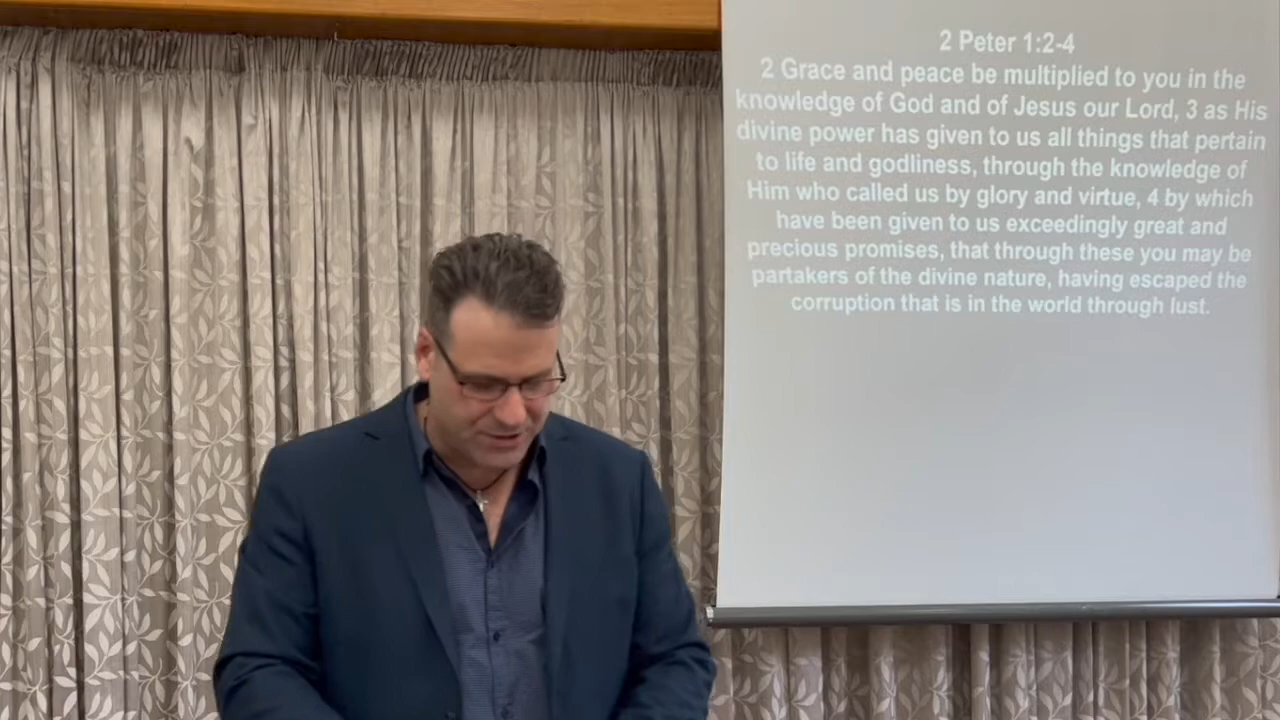 2 Peter 1:2-4
2 Grace and peace be multiplied to you in the
knowledge of God and of Jesus our Lord, 3 as His
divine power has given to us all things that pertain
to life and godliness, through the knowledge of
Him who called us by glory and virtue, 4 by which
have been given to us exceedingly great and
precious promises, that through these you may be
partakers of the divine nature, having escaped the
corruption that is in the world through lust.